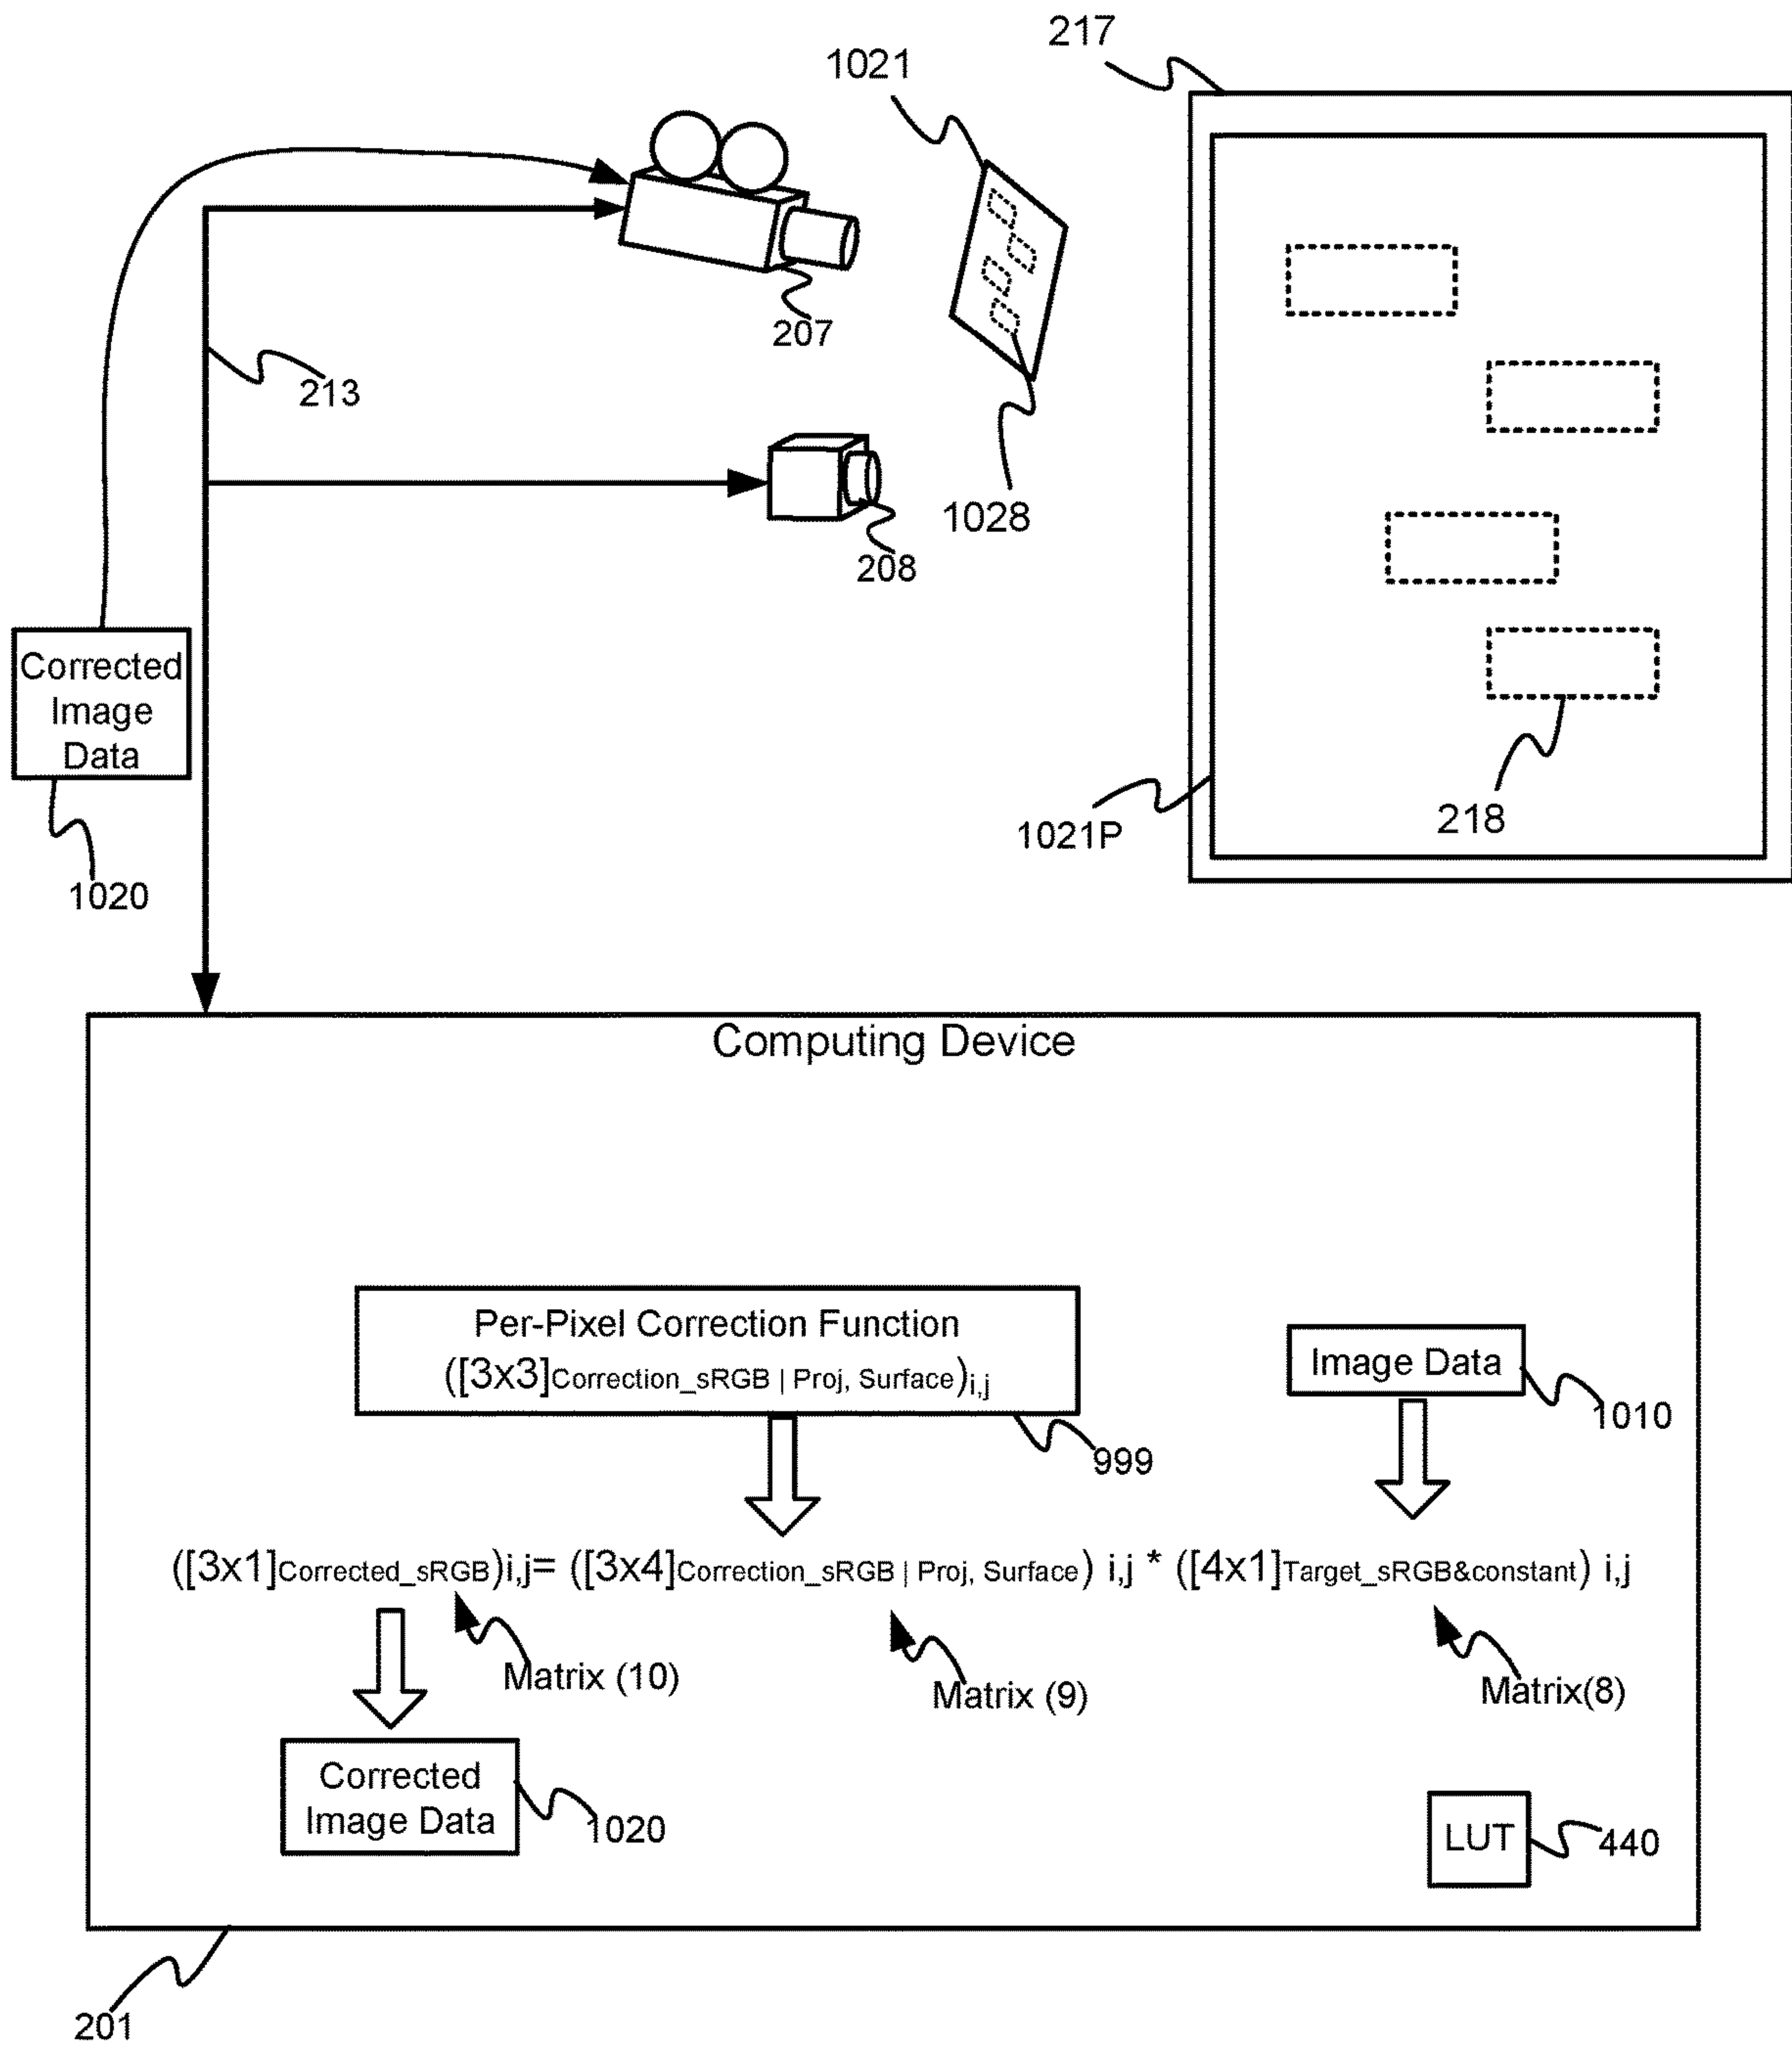 217
1021
207
213
1028
208
Corrected
Image
Data
218
1021P
1020
Computing Device
Per-Pixel Correction Function
([3x3]Correction_sRGB | Proj, Surface)i,j
Image Data
1010
999
([3x1]Corrected_sRGB)i,j= ([3x4]Correction_sRGB | Proj, Surface) i,j * ([4x1]Target_sRGB&constant) i,j
Matrix (10)
Matrix (9)
Matrix(8)
Corrected
Image Data
1020
LUT
440
201